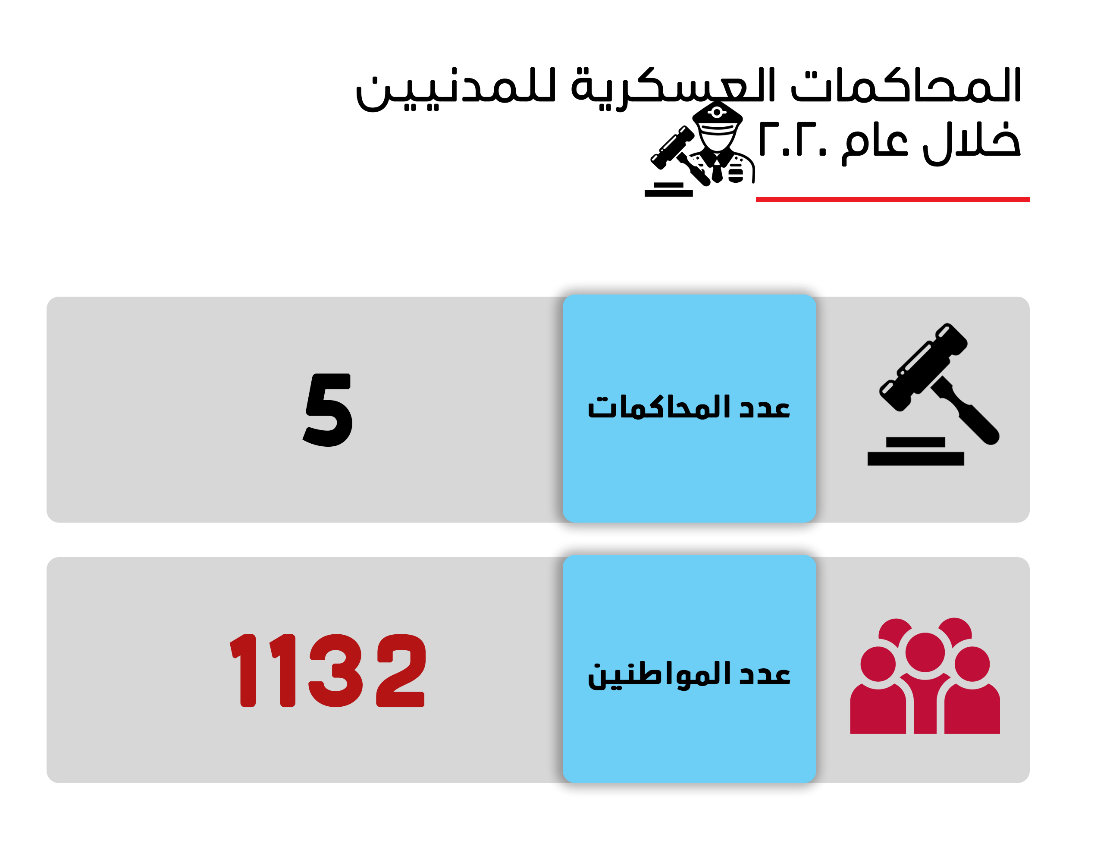 المحاكمات العسكرية للمدنيين
خلال عام ٢٠٢٠
عدد المحاكمات
5
عدد المواطنين
1132